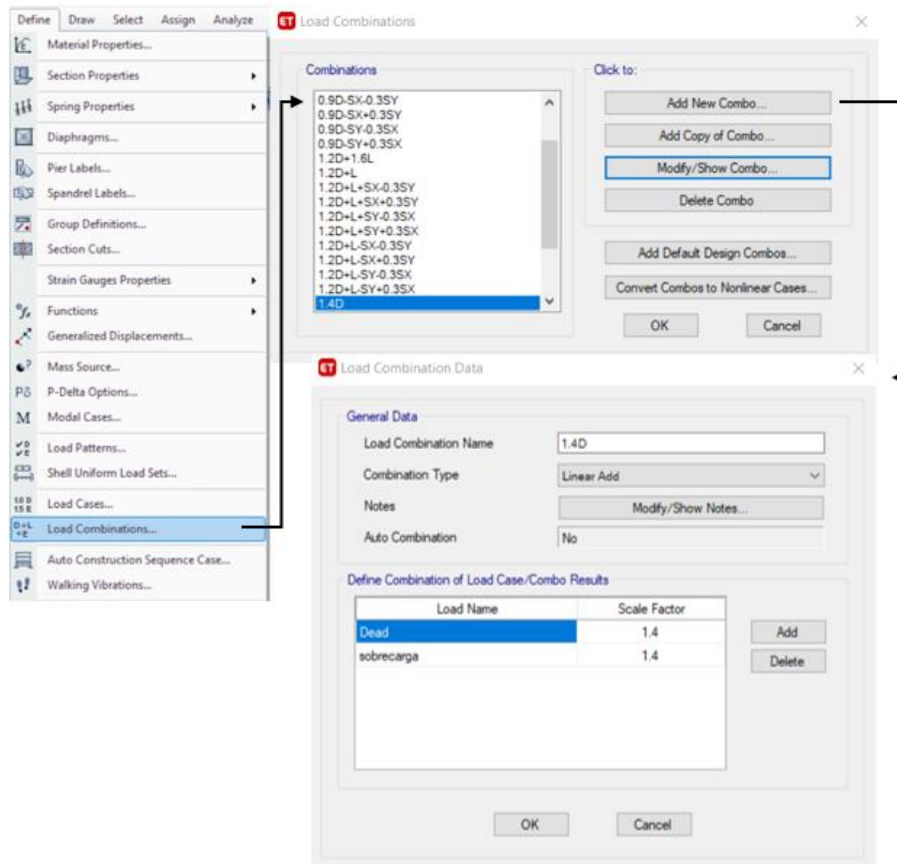 Define Draw Select Assign Analyze
Material Properties...
Section Properties
Spring Properties
Diaphragms...
Pier Labels...
Spandrel Labels...
Group Definitions...
Section Cuts...
Strain Gauges Properties
Functions
Generalized Displacements...
Mass Source...
P-Delta Options...
Modal Cases...
Load Patterns...
Shell Uniform Load Sets...
Load Cases...
Load Combinations...
Auto Construction Sequence Case...
Walking Vibrations...
ET Load Combinations
Combinations
0.9D-SX-0.3SY
0.9D-SX+0.3SY
0.9D-SY-0.3SX
0.9D-SY+0.3SX
1.2D+1.6L
1.2D+L
1.2D+L+SX-0.3SY
1.2D+L+SX+0.3SY
1.2D+L+SY-0.3SX
1.2D+L+SY+0.3SX
1.2D+L-SX-0.3SY
1.2D+L-SX+0.3SY
1.2D+L-SY-0.3SX
1.2D+L-SY+0.3SX
1.4D
Click to:
Add New Combo...
Add Copy of Combo...
Modify/Show Combo...
Delete Combo
Add Default Design Combos...
Convert Combos to Nonlinear Cases...
OK Cancel
ET Load Combination Data
General Data
Load Combination Name 1.4D
Combination Type Linear Add
Notes Modify/Show Notes...
Auto Combination No
Define Combination of Load Case/Combo Results
Load Name Scale Factor
Dead 1.4 Add
sobrecarga 1.4 Delete
OK Cancel